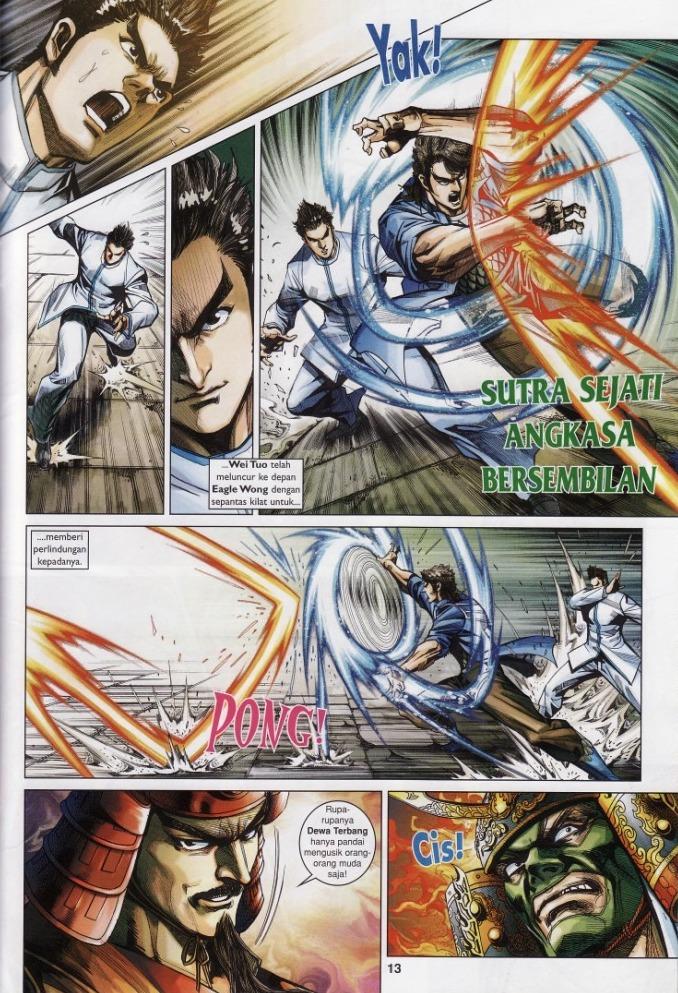 Yak!
SUTRA SEJATI
ANGKASA
BERSEMBILAN
...Wei Tuo telah
meluncur ke depan
Eagle Wong dengan
sepantas kilat untuk...
....memberi
perlindungan
kepadanya.
PONG!
Rupa-
rupanya
Dewa Terbang
hanya pandai
mengusik orang-
orang muda
saja!
Cis!
13